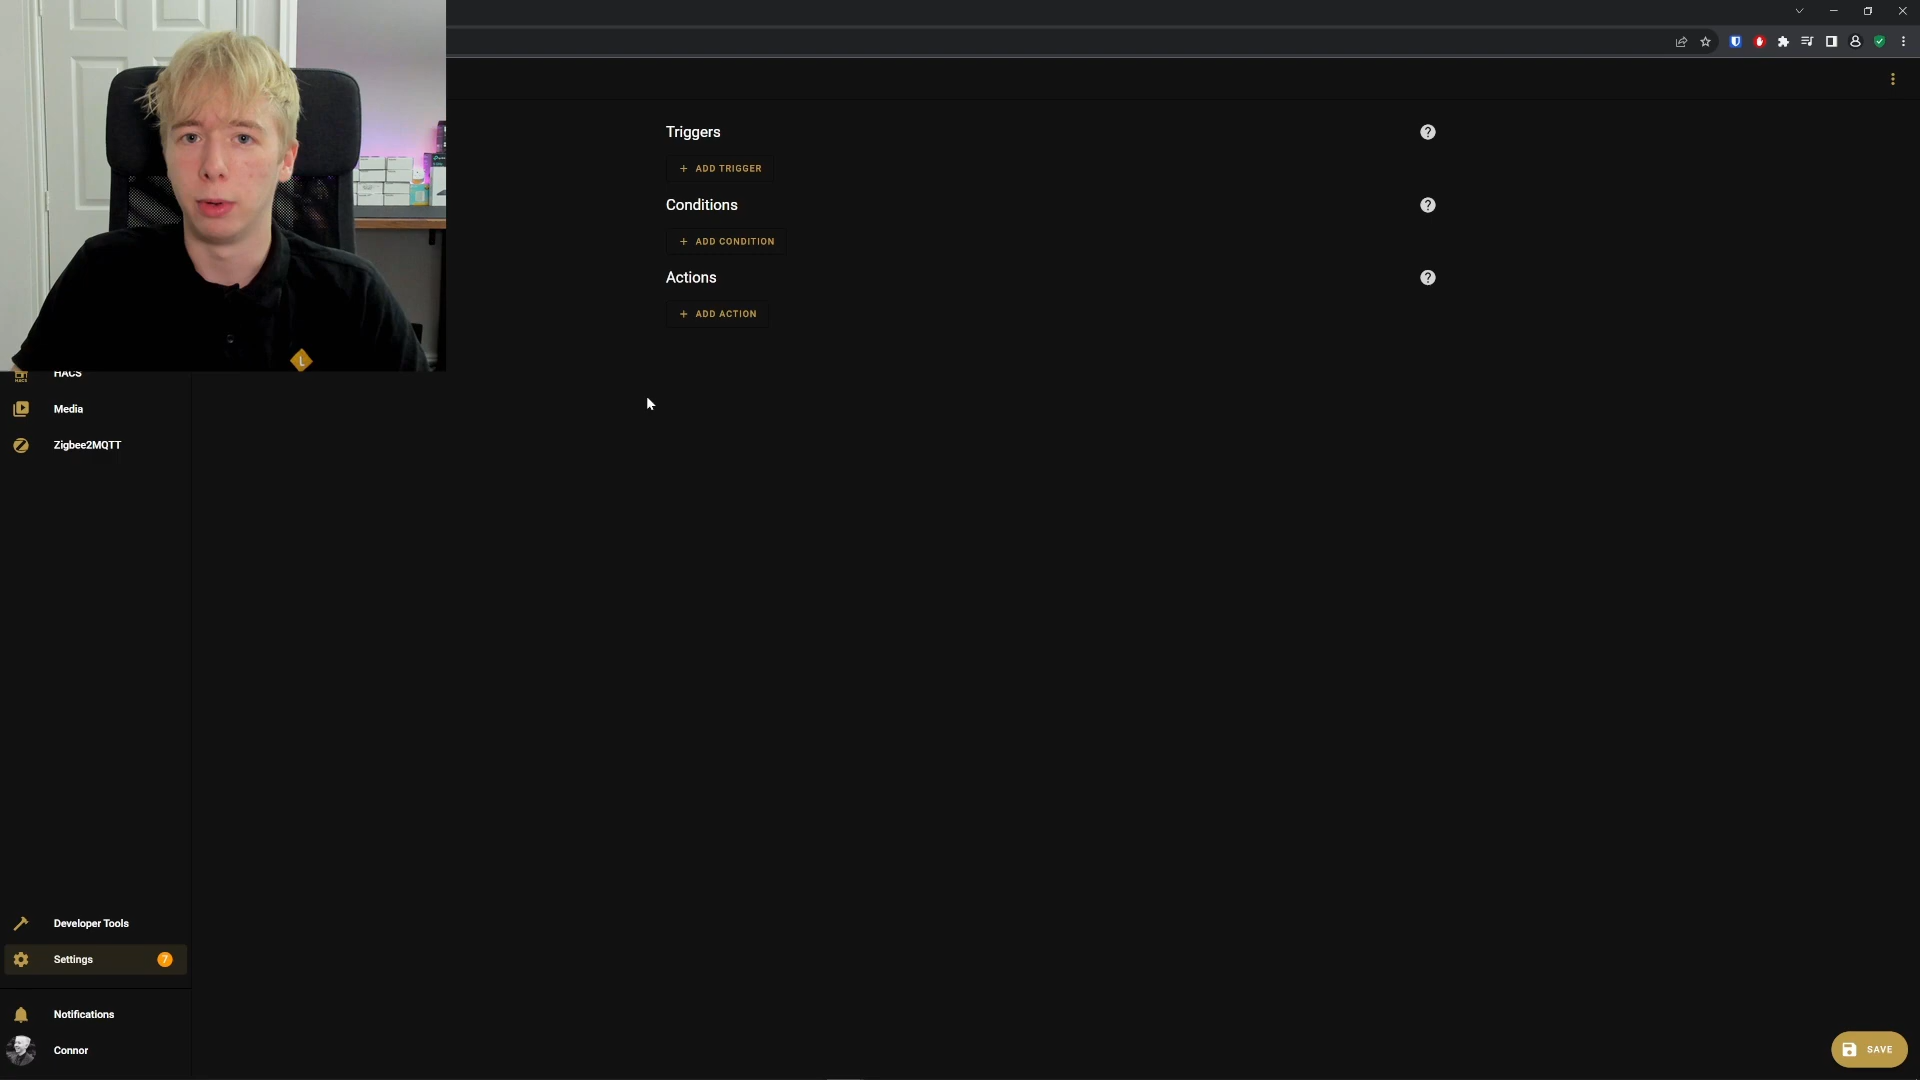 Triggers
+ ADD TRIGGER
Conditions
+ ADD CONDITION
Actions
+ ADD ACTION
L
HACS
Media
Zigbee2MQTT
Developer Tools
Settings 7
Notifications
Connor
SAVE